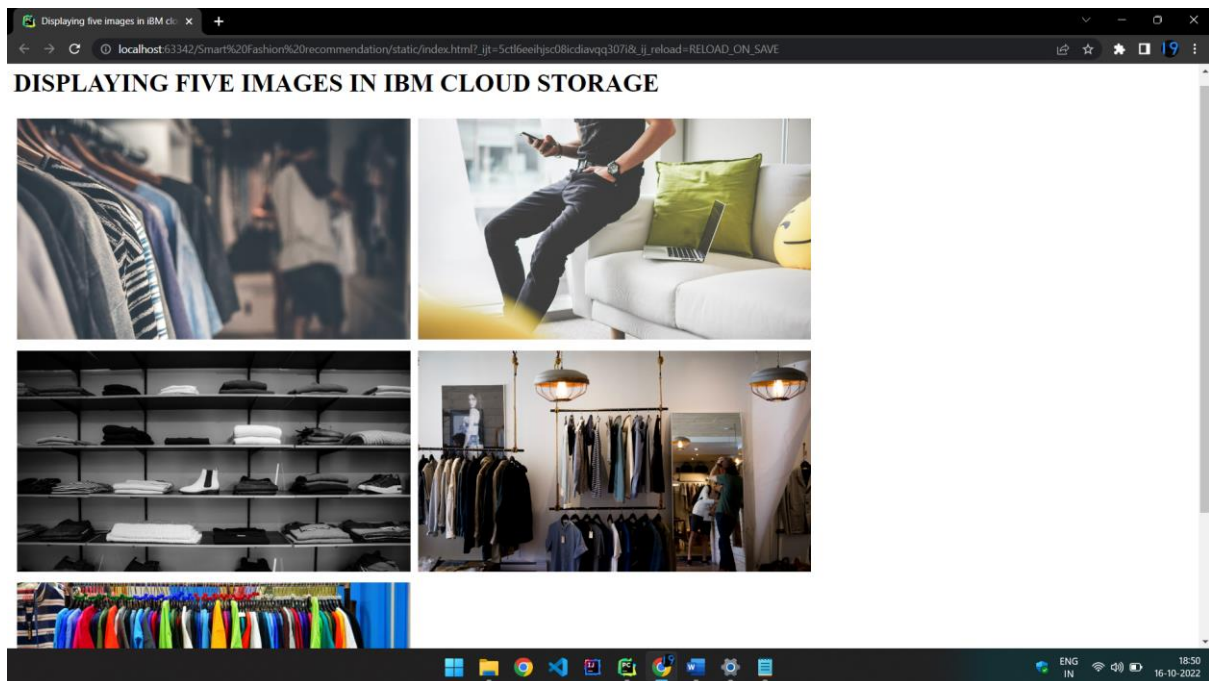 Displaying five images in iBM clo
localhost:63342/Smart%20Fashion%20recommendation/static/index.html?_ijt=5ctl6eeihjsc08icdiavqq307i&_ij_reload=RELOAD_ON_SAVE
19
DISPLAYING FIVE IMAGES IN IBM CLOUD STORAGE
ENG
IN
18:50
16-10-2022